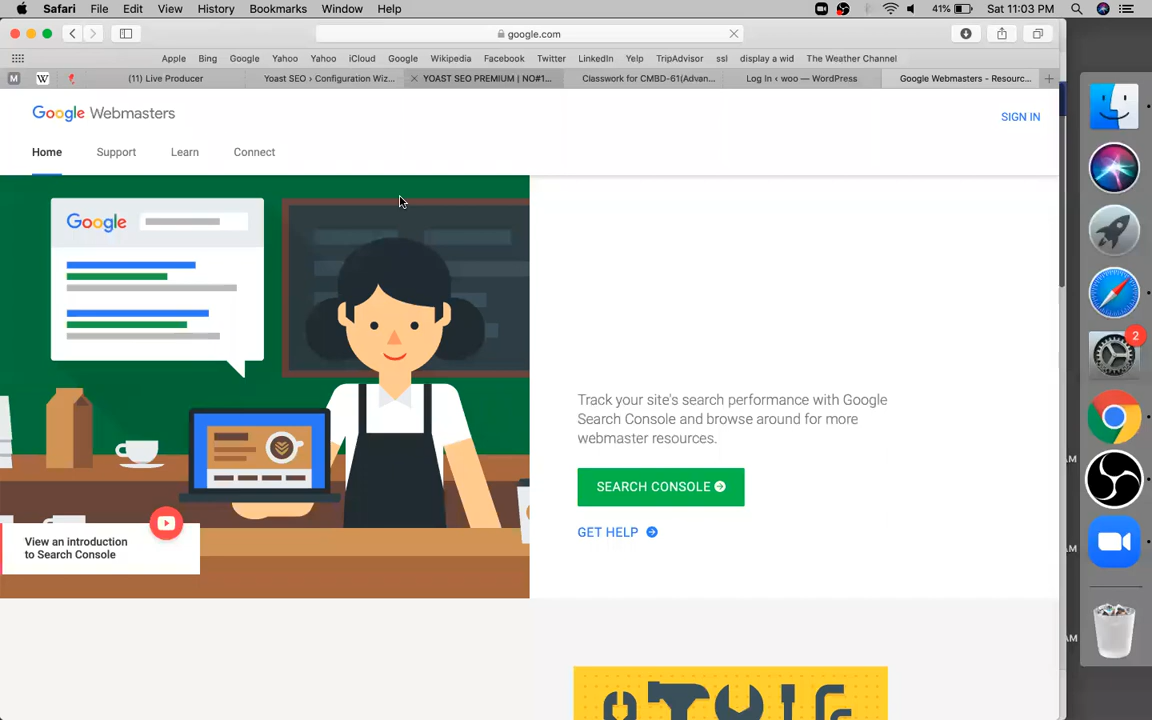 Safari File Edit View History Bookmarks Window Help 41% Sat 11:03 PM
google.com
Apple Bing Google Yahoo Yahoo iCloud Google Wikipedia Facebook Twitter LinkedIn Yelp TripAdvisor ssl display a wid The Weather Channel
M W (11) Live Producer Yoast SEO › Configuration Wiz... YOAST SEO PREMIUM | NO#1... Classwork for CMBD-61(Advan... Log In ‹ woo — WordPress Google Webmasters - Resourc...
Google Webmasters
SIGN IN
Home Support Learn Connect
Google
Track your site's search performance with Google
Search Console and browse around for more
webmaster resources.
SEARCH CONSOLE
GET HELP
View an introduction
to Search Console
2
AM
AM
AM